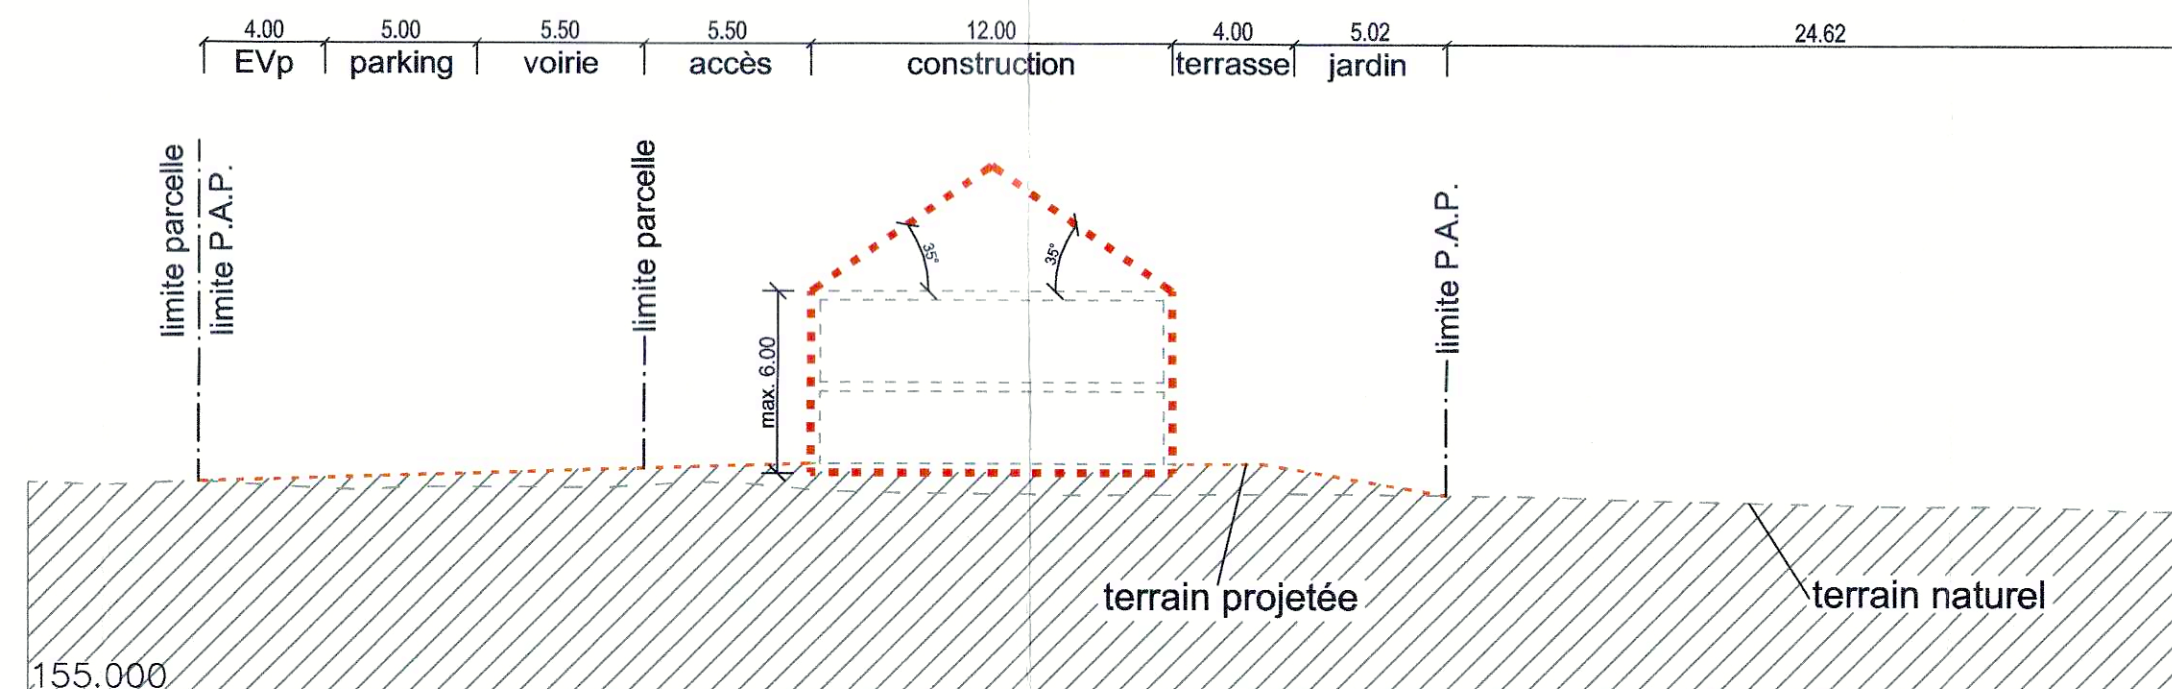 4.00 5.00 5.50 5.50 12.00 4.00 5.02 24.62
EVp parking voirie accès construction terrasse jardin
limite parcelle
limite P.A.P.
limite parcelle
limite P.A.P.
35°
35°
max. 6.00
terrain projetée
terrain naturel
155.000